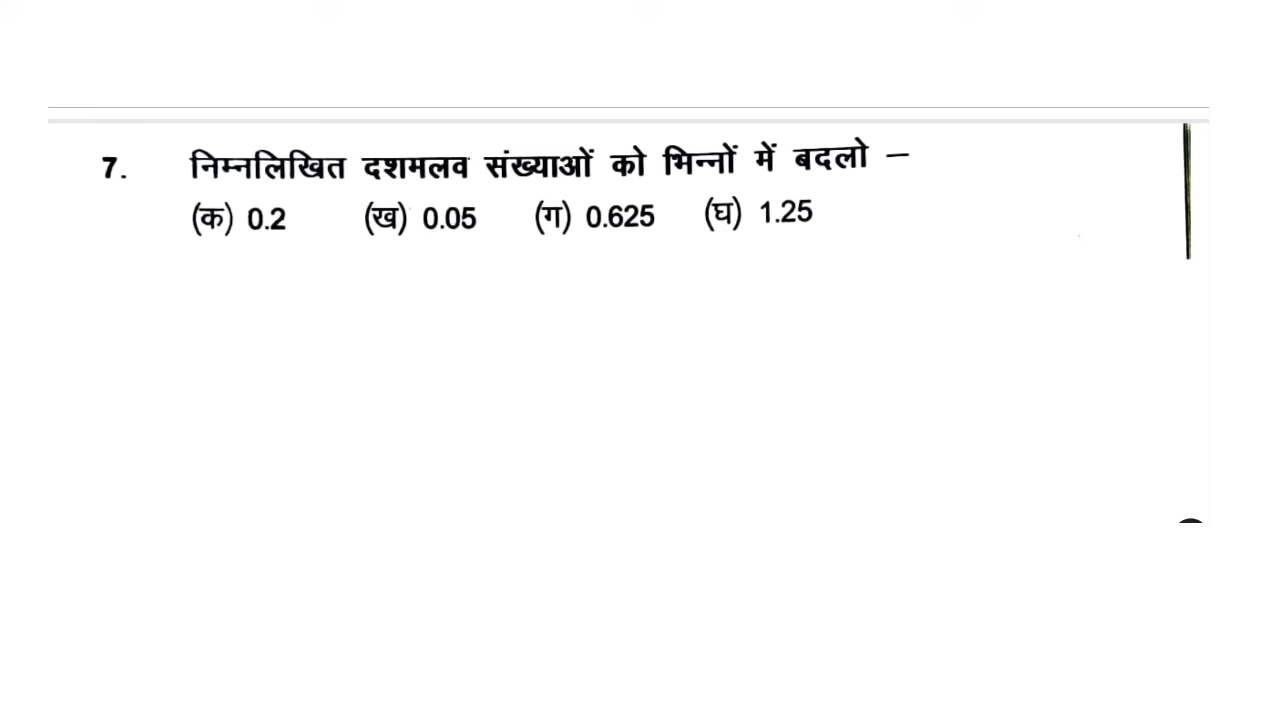 7. निम्नलिखित दशमलव संख्याओं को भिन्नों में बदलो –
(क) 0.2 (ख) 0.05 (ग) 0.625 (घ) 1.25